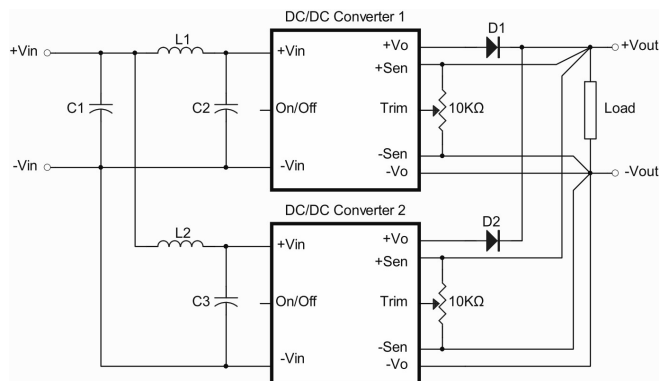 DC/DC Converter 1
+Vin
L1
+Vin
+Vo
D1
+Vout
+Sen
C1
C2
On/Off
Trim
10KΩ
Load
-Vin
-Vin
-Sen
-Vo
-Vout
DC/DC Converter 2
L2
+Vin
+Vo
D2
+Sen
C3
On/Off
Trim
10KΩ
-Vin
-Sen
-Vo